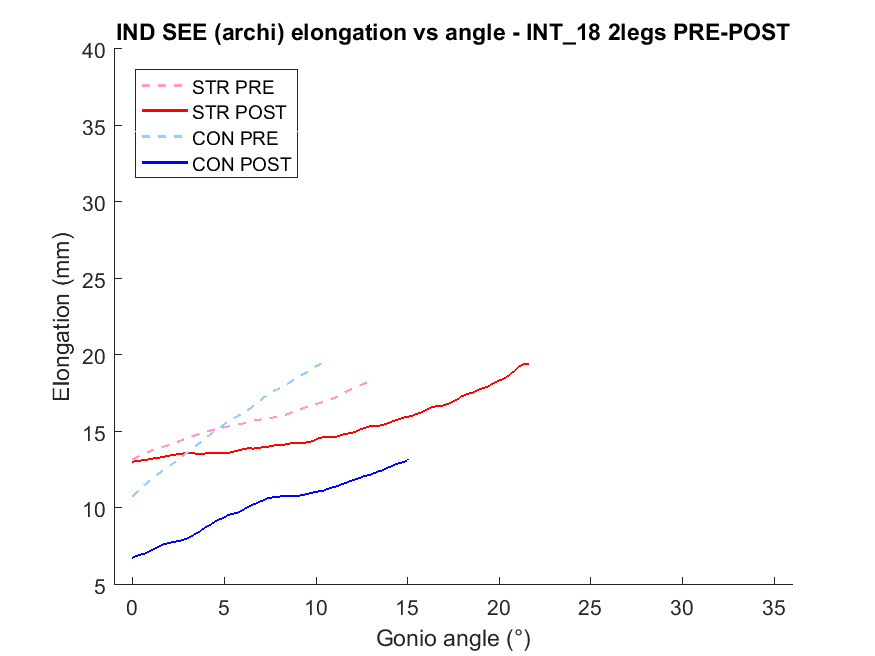 IND SEE (archi) elongation vs angle - INT_18 2legs PRE-POST
40
35
30
25
20
15
10
5
Elongation (mm)
STR PRE
STR POST
CON PRE
CON POST
0 5 10 15 20 25 30 35
Gonio angle (°)